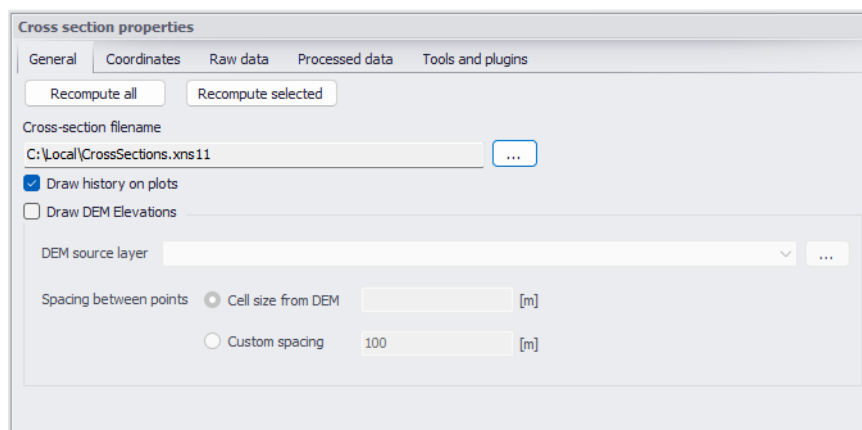 Cross section properties
General Coordinates Raw data Processed data Tools and plugins
Recompute all Recompute selected
Cross-section filename
C:\Local\CrossSections.xns11 ...
Draw history on plots
Draw DEM Elevations
DEM source layer ...
Spacing between points Cell size from DEM [m]
Custom spacing 100 [m]